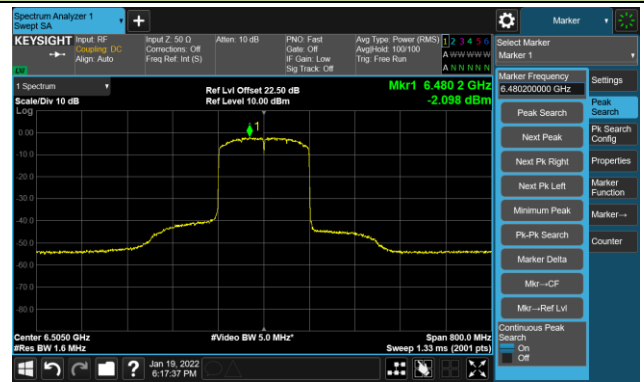 Spectrum Analyzer 1
Swept SA
+
Marker
KEYSIGHT Input: RF Input Z: 50 Ω Atten: 10 dB PNO: Fast Avg Type: Power (RMS) 1 2 3 4 5 6
Coupling: DC Corrections: Off Gate: Off Avg|Hold: 100/100 A W W W W W
Align: Auto Freq Ref: Int (S) IF Gain: Low Trig: Free Run
Sig Track: Off A N N N N N
Select Marker
Marker 1
1 Spectrum
Ref Lvl Offset 22.50 dB Mkr1 6.480 2 GHz
Scale/Div 10 dB Ref Level 10.00 dBm -2.098 dBm
Log
1
0.00
-10.0
-20.0
-30.0
-40.0
-50.0
-60.0
-70.0
-80.0
Center 6.5050 GHz #Video BW 5.0 MHz* Span 800.0 MHz
#Res BW 1.6 MHz Sweep 1.33 ms (2001 pts)
Marker Frequency
6.480200000 GHz
Peak Search
Next Peak
Next Pk Right
Next Pk Left
Minimum Peak
Pk-Pk Search
Marker Delta
Mkr→CF
Mkr→Ref Lvl
Continuous Peak
Search
On
Off
Settings
Peak
Search
Pk Search
Config
Properties
Marker
Function
Marker→
Counter
?
Jan 19, 2022
6:17:37 PM